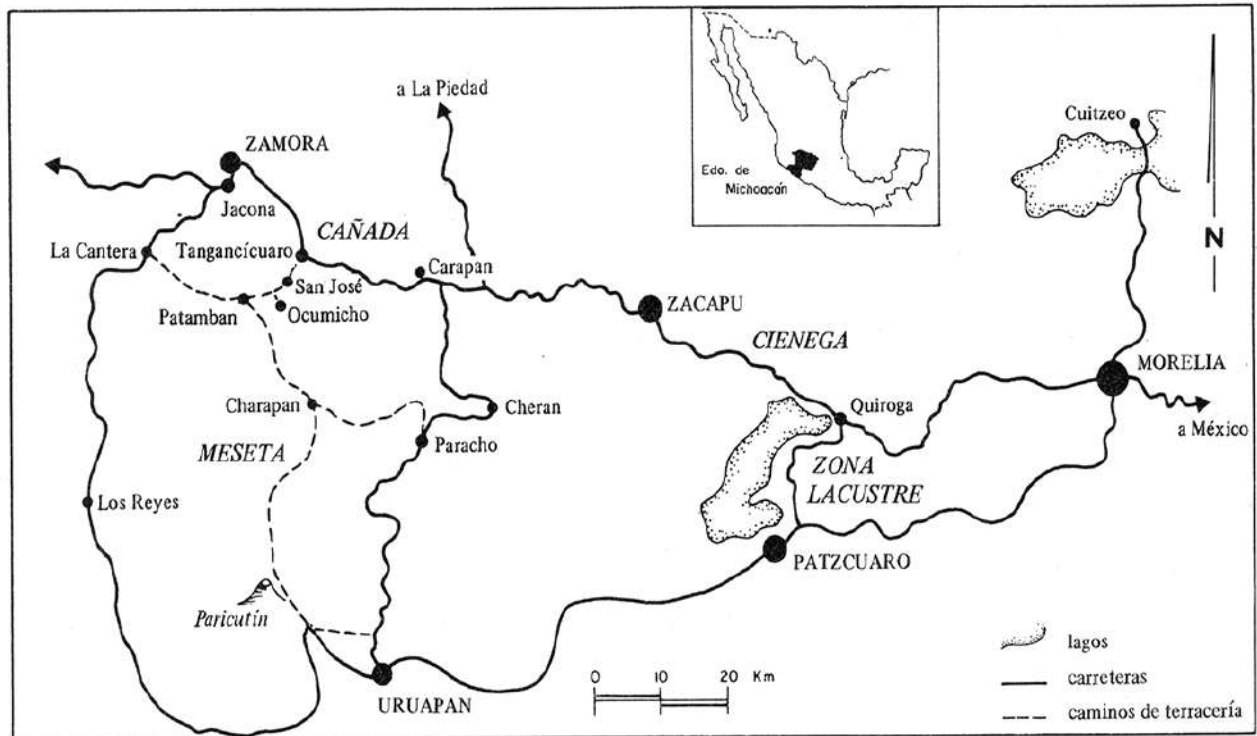 a La Piedad
Cuitzeo
ZAMORA
Edo. de
Michoacán
Jacona
CAÑADA
N
La Cantera
Tangancícuaro
Carapan
San José
Patamban
Ocumicho
ZACAPU
CIENEGA
MORELIA
Charapan
Cheran
Quiroga
a México
MESETA
Paracho
ZONA
LACUSTRE
Los Reyes
PATZCUARO
Paricutín
lagos
0 10 20 Km
carreteras
URUAPAN
caminos de terracería